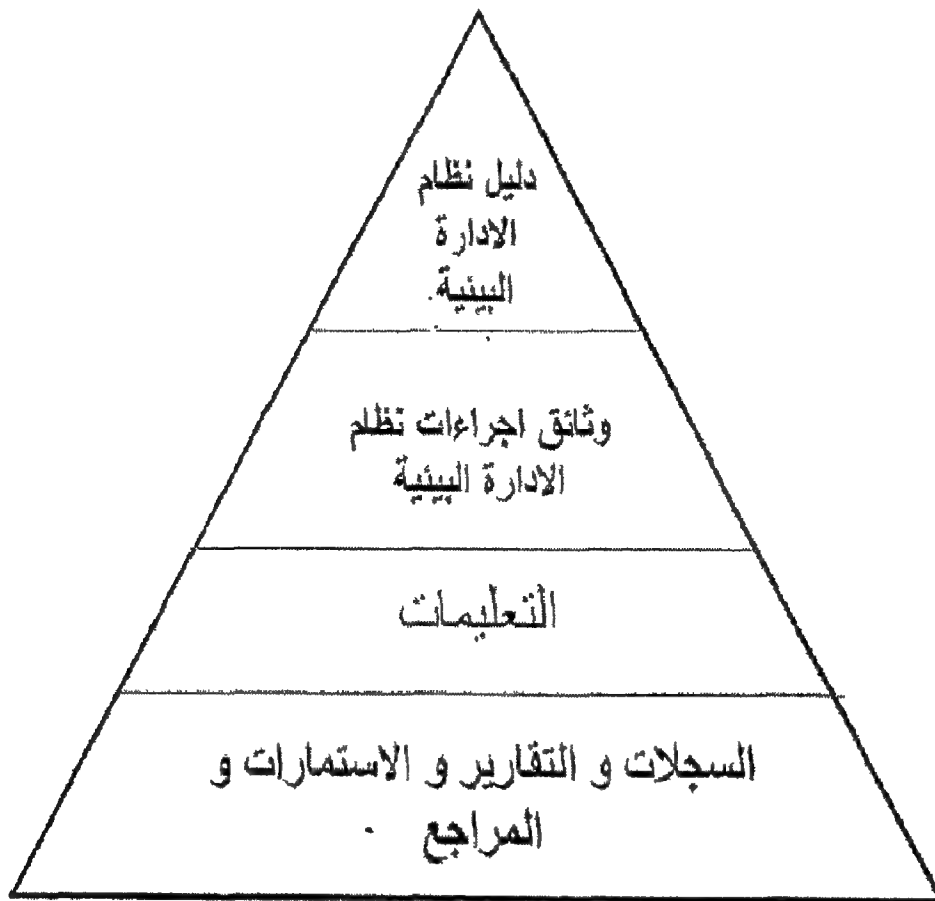 دليل نظام
الادارة
البيئية
وثائق اجراءات نظام
الادارة البيئية
التعليمات
السجلات و التقارير و الاستمارات و
المراجع